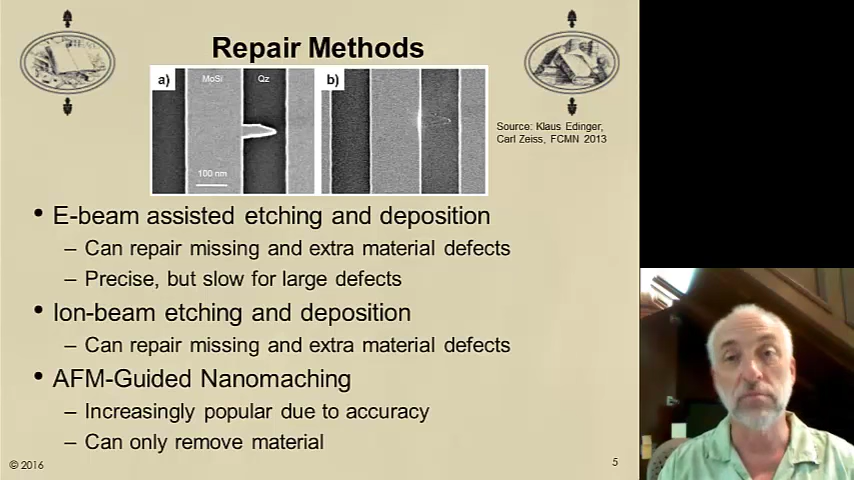 Repair Methods
a) MoSi Qz b)
100 nm
Source: Klaus Edinger,
Carl Zeiss, FCMN 2013
• E-beam assisted etching and deposition
– Can repair missing and extra material defects
– Precise, but slow for large defects
• Ion-beam etching and deposition
– Can repair missing and extra material defects
• AFM-Guided Nanomaching
– Increasingly popular due to accuracy
– Can only remove material
© 2016
5